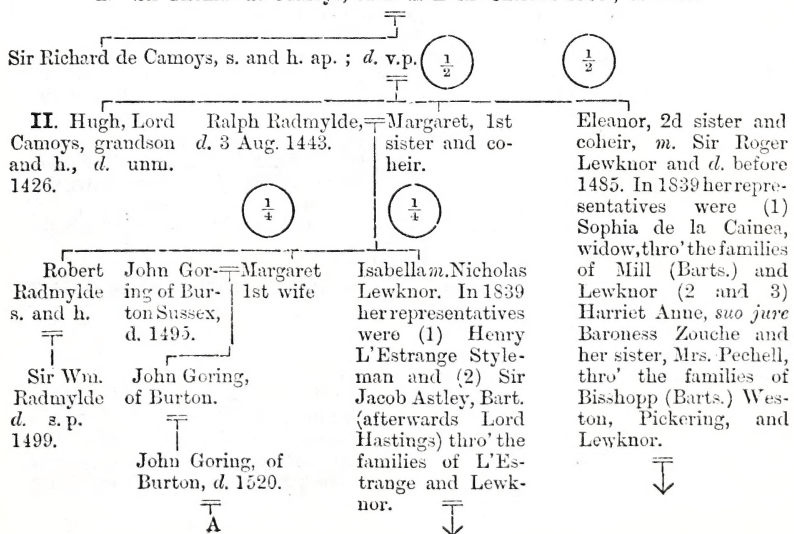 Sir Richard de Camoys, s. and h. ap. ; d. v.p.
1/2
1/2
II. Hugh, Lord
Camoys, grandson
and h., d. unm.
1426.
Ralph Radmylde,
d. 3 Aug. 1443.
Margaret, 1st
sister and co-
heir.
Eleanor, 2d sister and
coheir, m. Sir Roger
Lewknor and d. before
1485. In 1839 her repre-
sentatives were (1)
Sophia de la Cainea,
widow, thro' the families
of Mill (Barts.) and
Lewknor (2 and 3)
Harriet Anne, suo jure
Baroness Zouche and
her sister, Mrs. Pechell,
thro' the families of
Bisshopp (Barts.) Wes-
ton, Pickering, and
Lewknor.
1/4
1/4
Robert
Radmylde
s. and h.
John Gor-
ing of Bur-
ton Sussex,
d. 1495.
Margaret
1st wife
Isabella m. Nicholas
Lewknor. In 1839
her representatives
were (1) Henry
L'Estrange Style-
man and (2) Sir
Jacob Astley, Bart.
(afterwards Lord
Hastings) thro' the
families of L'Es-
trange and Lewk-
nor.
Sir Wm.
Radmylde
d. s.p.
1499.
John Goring,
of Burton.
John Goring, of
Burton, d. 1520.
A